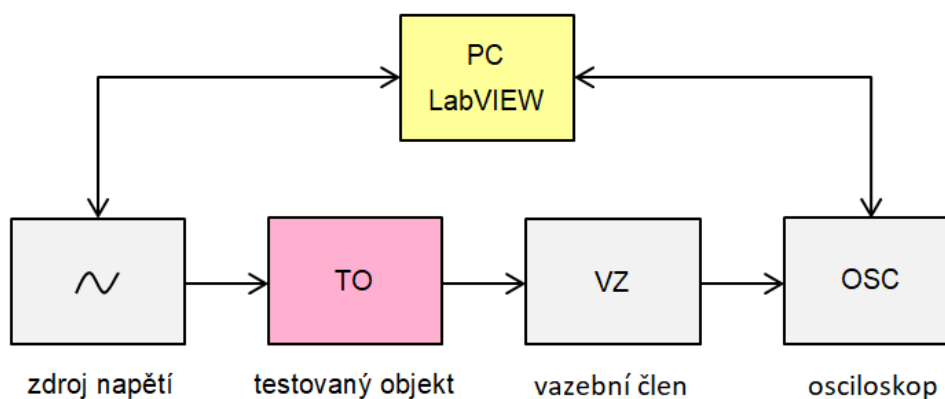 PC
LabVIEW
TO
VZ
OSC
zdroj napětí
testovaný objekt
vazební člen
osciloskop